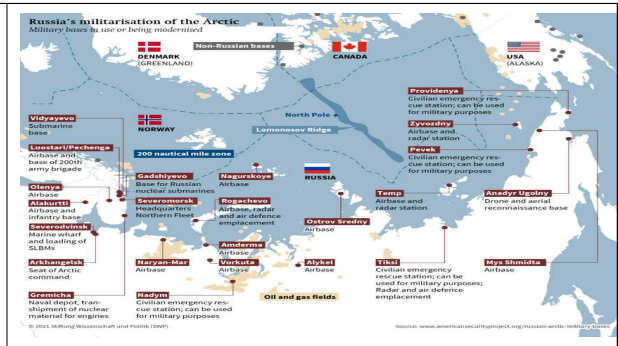 Russia's militarisation of the Arctic
Military bases in use or being modernised
DENMARK
(GREENLAND)
Non-Russian bases
CANADA
USA
(ALASKA)
North Pole
Lomonosov Ridge
NORWAY
200 nautical mile zone
RUSSIA
Vidyayevo
Submarine
base
Luostari/Pechenga
Airbase and
base of 200th
army brigade
Olenya
Airbase
Alakurtti
Airbase and
infantry base
Severodvinsk
Marine wharf
and loading of
SLBMs
Arkhangelsk
Seat of Arctic
command
Gremicha
Naval depot, tran-
shipment of nuclear
material for engines
Gadshiyevo
Base for Russian
nuclear submarines
Severomorsk
Headquarters
Northern Fleet
Naryan-Mar
Airbase
Nadym
Civilian emergency res-
cue station; can be used
for military purposes
Nagurskoye
Airbase
Rogachevo
Airbase, radar
and air defence
emplacement
Amderma
Airbase
Vorkuta
Airbase
Alykel
Airbase
Oil and gas fields
Ostrov Sredny
Airbase
Temp
Airbase and
radar station
Tiksi
Civilian emergency
rescue station; can be
used for military purposes;
Radar and air defence
emplacement
Providenya
Civilian emergency res-
cue station; can be used
for military purposes
Zyvozdny
Airbase and
radar station
Pevek
Civilian emergency res-
cue station; can be used
for military purposes
Anadyr Ugolny
Drone and aerial
reconnaissance base
Mys Shmidta
Airbase
© 2021 Stiftung Wissenschaft und Politik (SWP)
Source: www.americansecurityproject.org/russian-arctic-military-bases